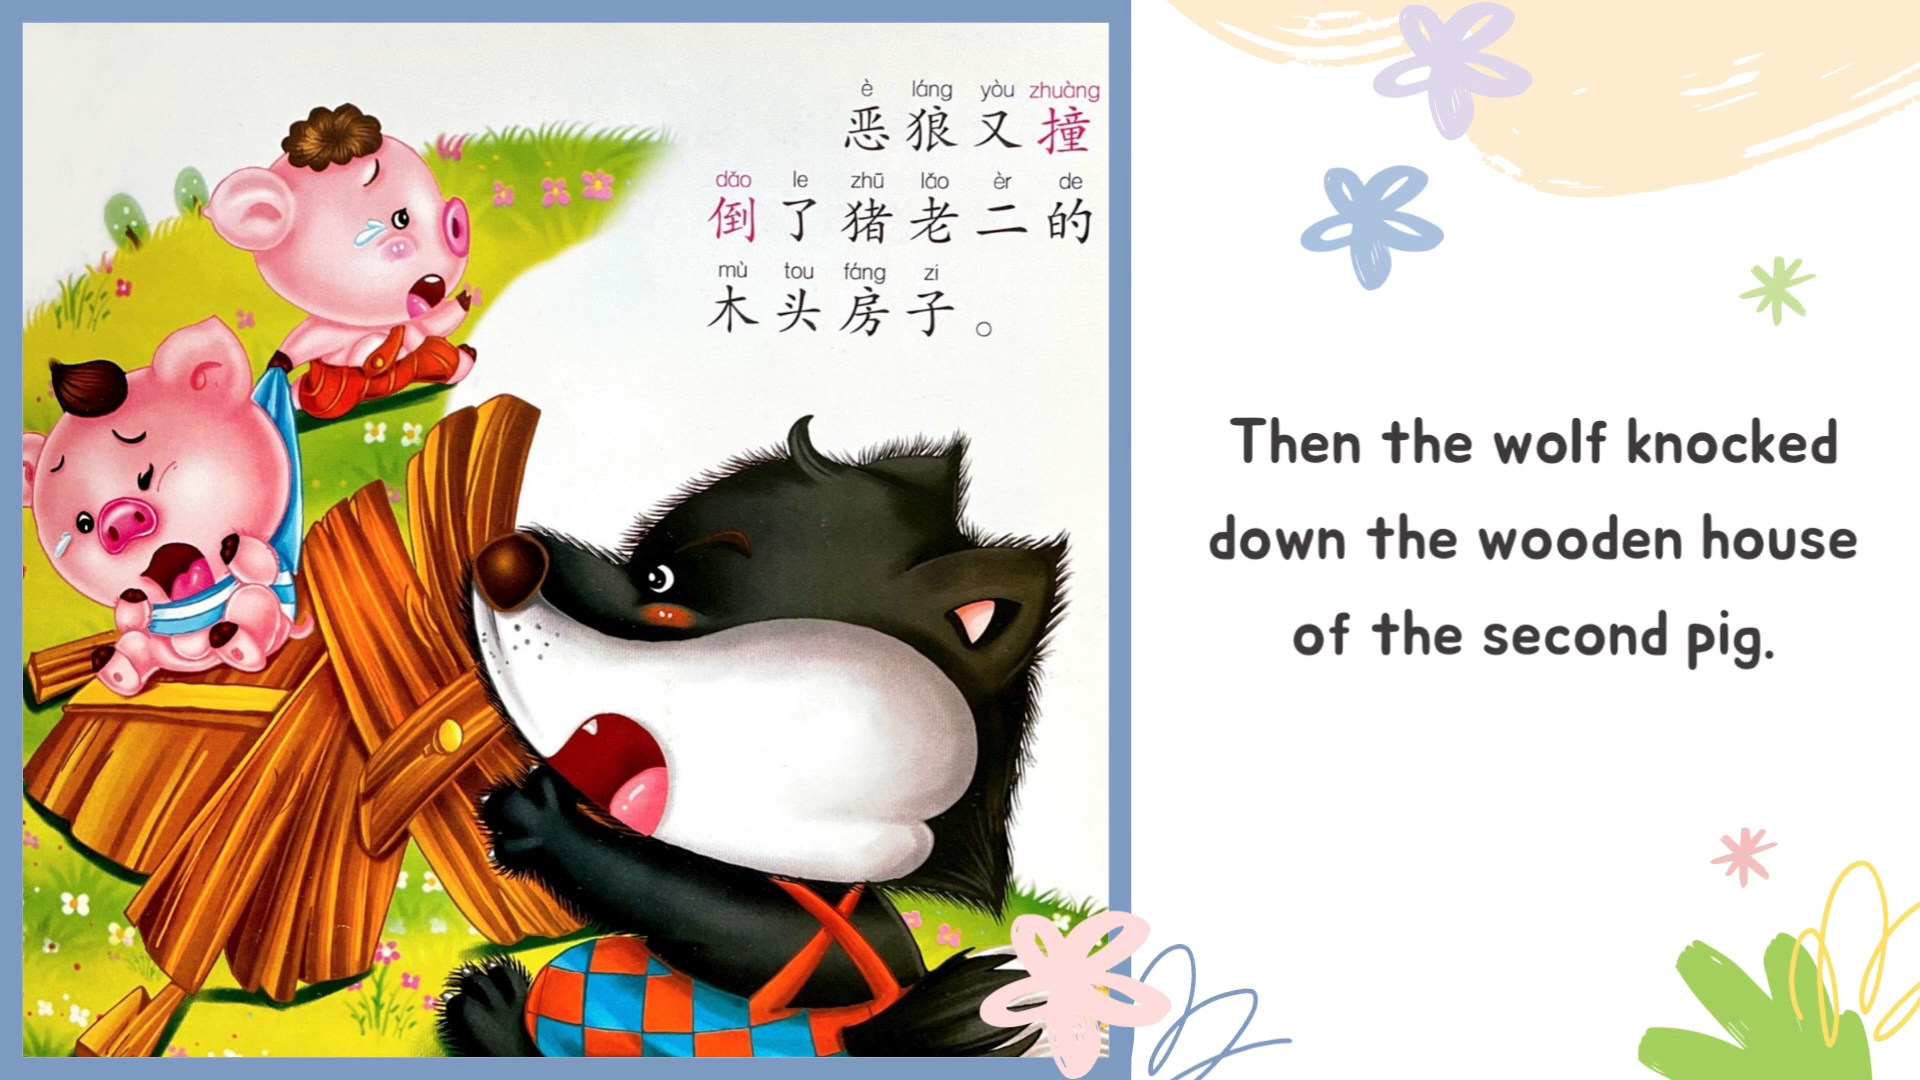 è láng yòu zhuàng
恶狼又撞
dǎo le zhū lǎo èr de
倒了猪老二的
mù tou fáng zi
木头房子。
Then the wolf knocked
down the wooden house
of the second pig.